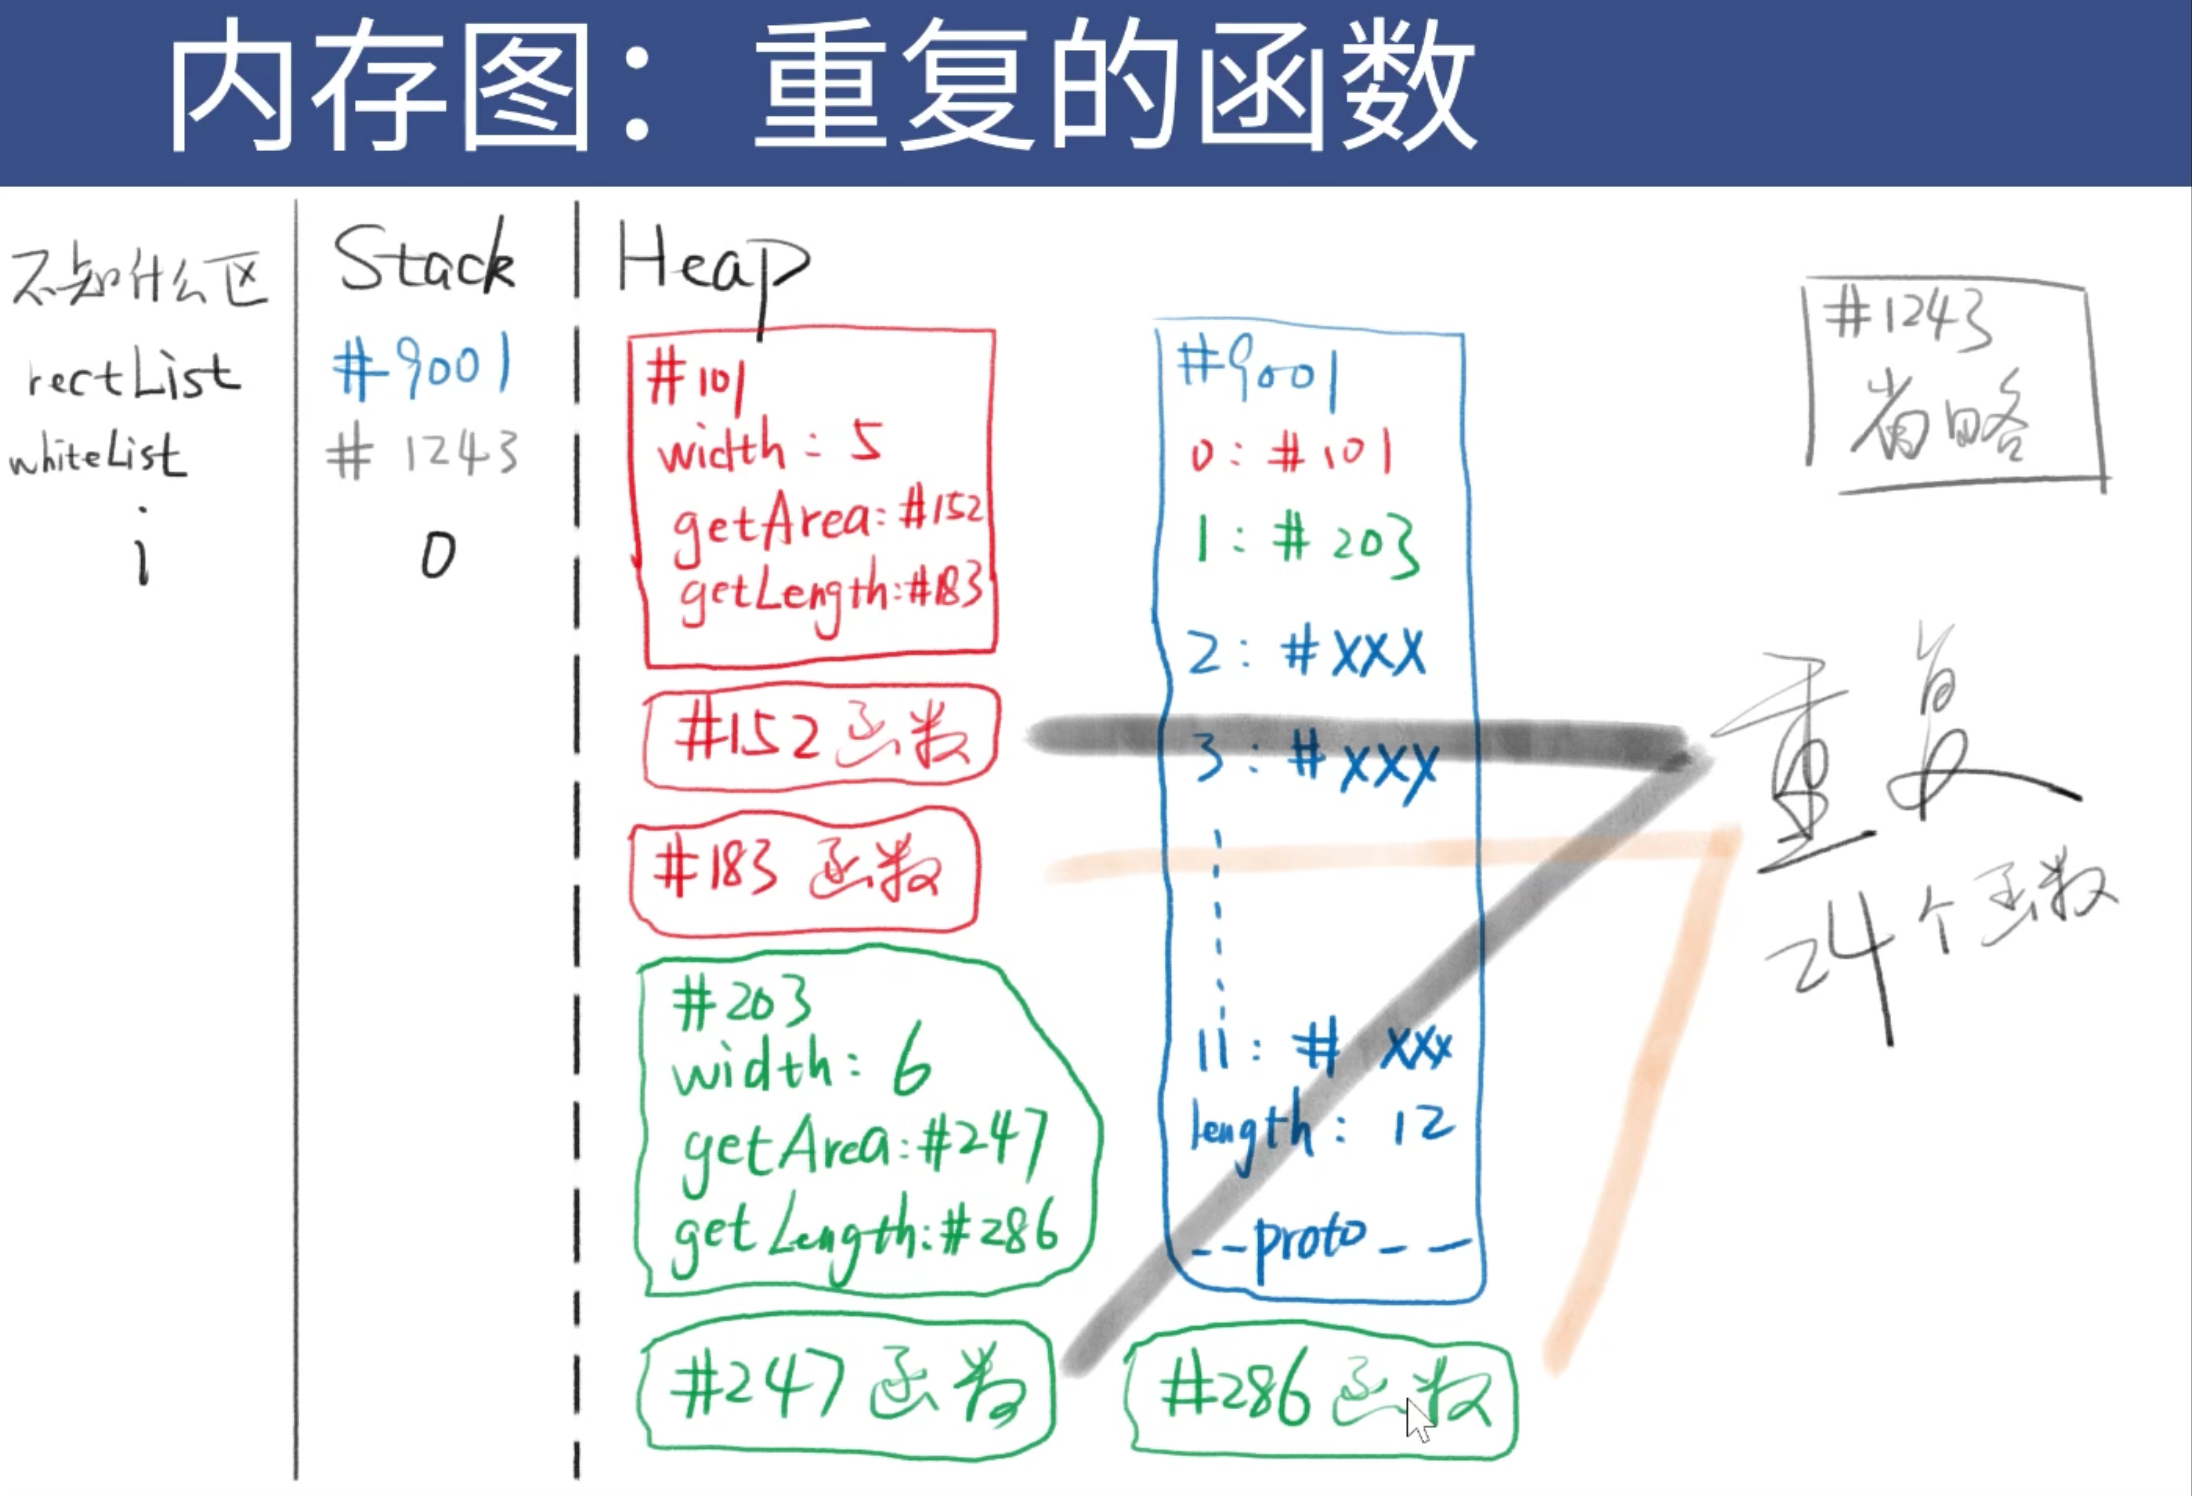 内存图：重复的函数
不知什么区
Stack
Heap
rectList
#9001
whiteList
#1243
i
0
#101
width: 5
getArea:#152
getLength:#183
#152 函数
#183 函数
#203
width: 6
getArea:#247
getLength:#286
#247 函数
#9001
0: #101
1: #203
2: #XXX
3: #XXX
11: # XXX
length: 12
--proto--
#286 函数
#1243
省略
重复
24个函数